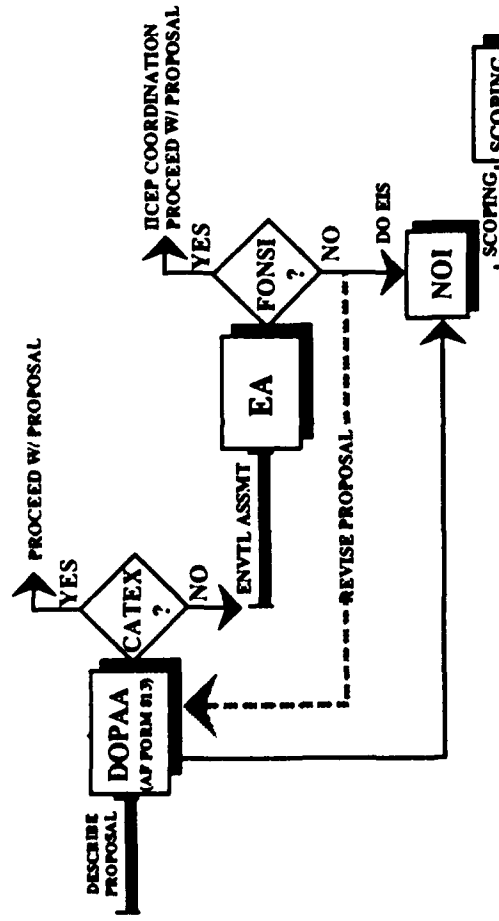 DESCRIBE
PROPOSAL
DOPAA
(AF FORM 813)
CATEX
?
YES
PROCEED W/ PROPOSAL
NO
ENVTL ASSMT
EA
FONSI
?
YES
IICEP COORDINATION
PROCEED W/ PROPOSAL
NO
REVISE PROPOSAL
DO EIS
NOI
SCOPING
SCOPING